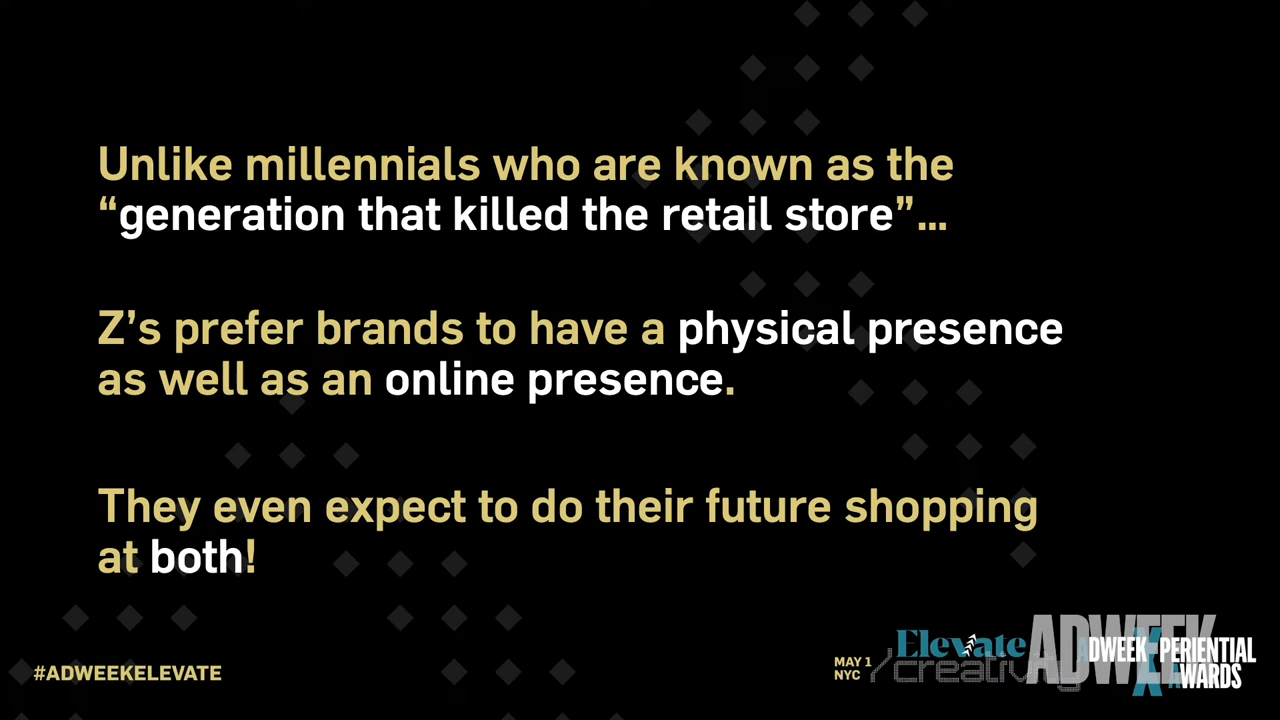 Unlike millennials who are known as the
“generation that killed the retail store”...
Z’s prefer brands to have a physical presence
as well as an online presence.
They even expect to do their future shopping
at both!
#ADWEEKELEVATE
MAY 1
NYC
Elevate
/creativity
ADWEEK
ADWEEK XPERIENTIAL
AWARDS